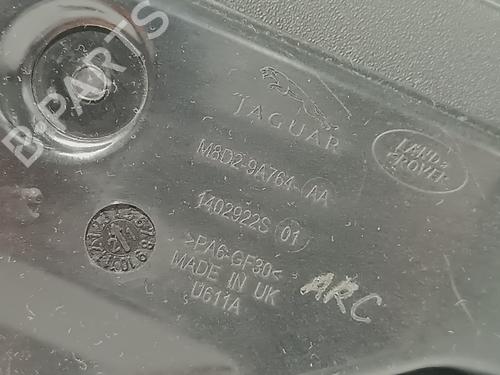 B-PARTS
JAGUAR
LAND-
ROVER
M8D2-9A764 AA
1402922S 01
>PA6-GF30<
MADE IN UK
U611A
ARC